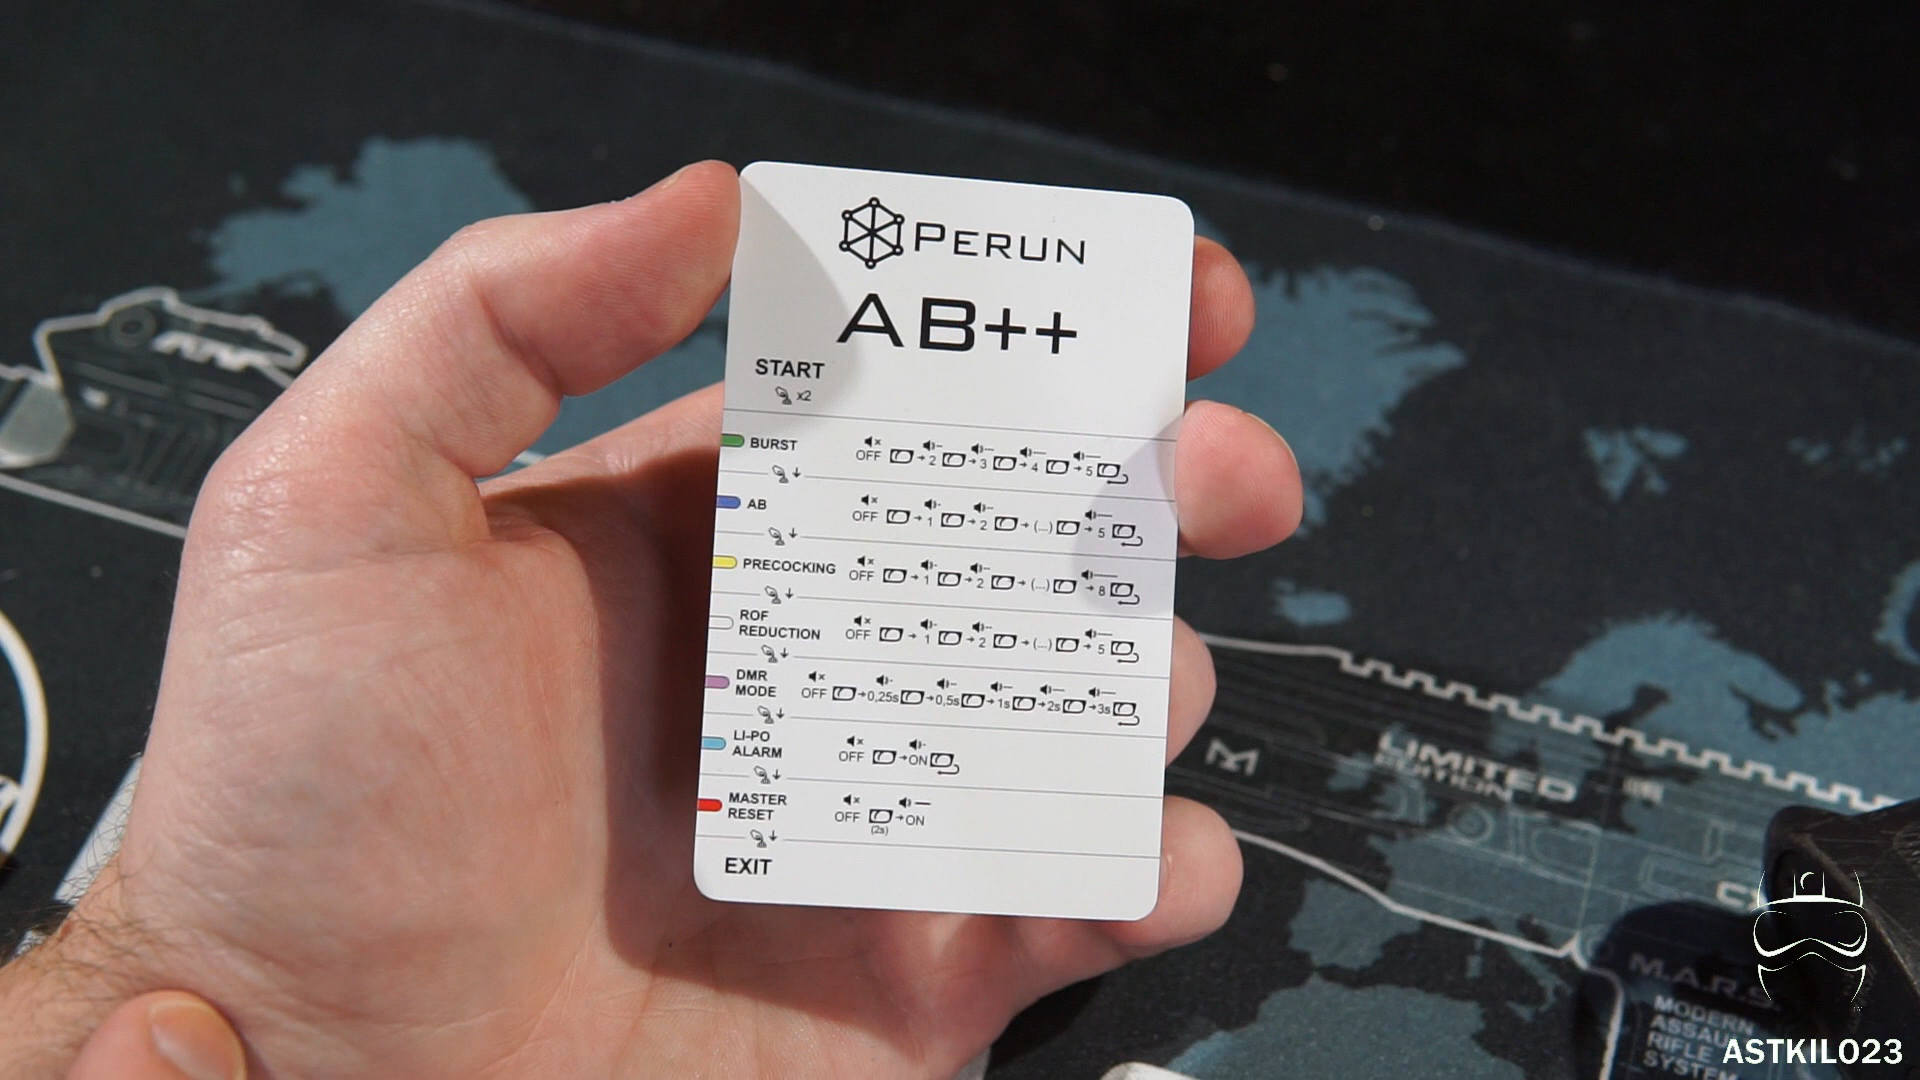 PERUN
AB++
START
x2
BURST OFF → 2 → 3 → 4 → 5
AB OFF → 1 → 2 → (...) → 5
PRECOCKING OFF → 1 → 2 → (...) → 8
ROF
REDUCTION OFF → 1 → 2 → (...) → 5
DMR
MODE OFF → 0,25s → 0,5s → 1s → 2s → 3s
LI-PO
ALARM OFF → ON
MASTER
RESET OFF → ON
(2s)
EXIT
LIMITED
EDITION
M.A.R.S.
MODERN
ASSAU
RIFLE
SYSTEM
ASTKILO23